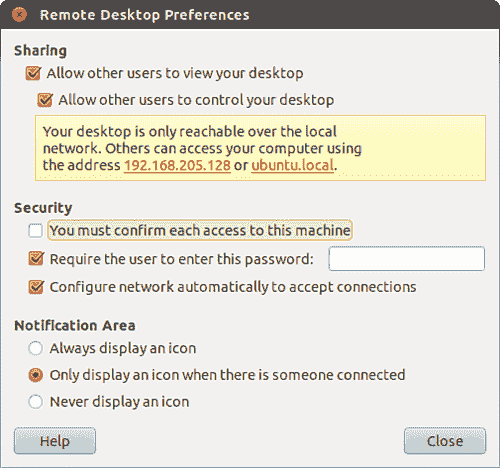 Remote Desktop Preferences
Sharing
Allow other users to view your desktop
Allow other users to control your desktop
Your desktop is only reachable over the local
network. Others can access your computer using
the address 192.168.205.128 or ubuntu.local.
Security
You must confirm each access to this machine
Require the user to enter this password:
Configure network automatically to accept connections
Notification Area
Always display an icon
Only display an icon when there is someone connected
Never display an icon
Help Close